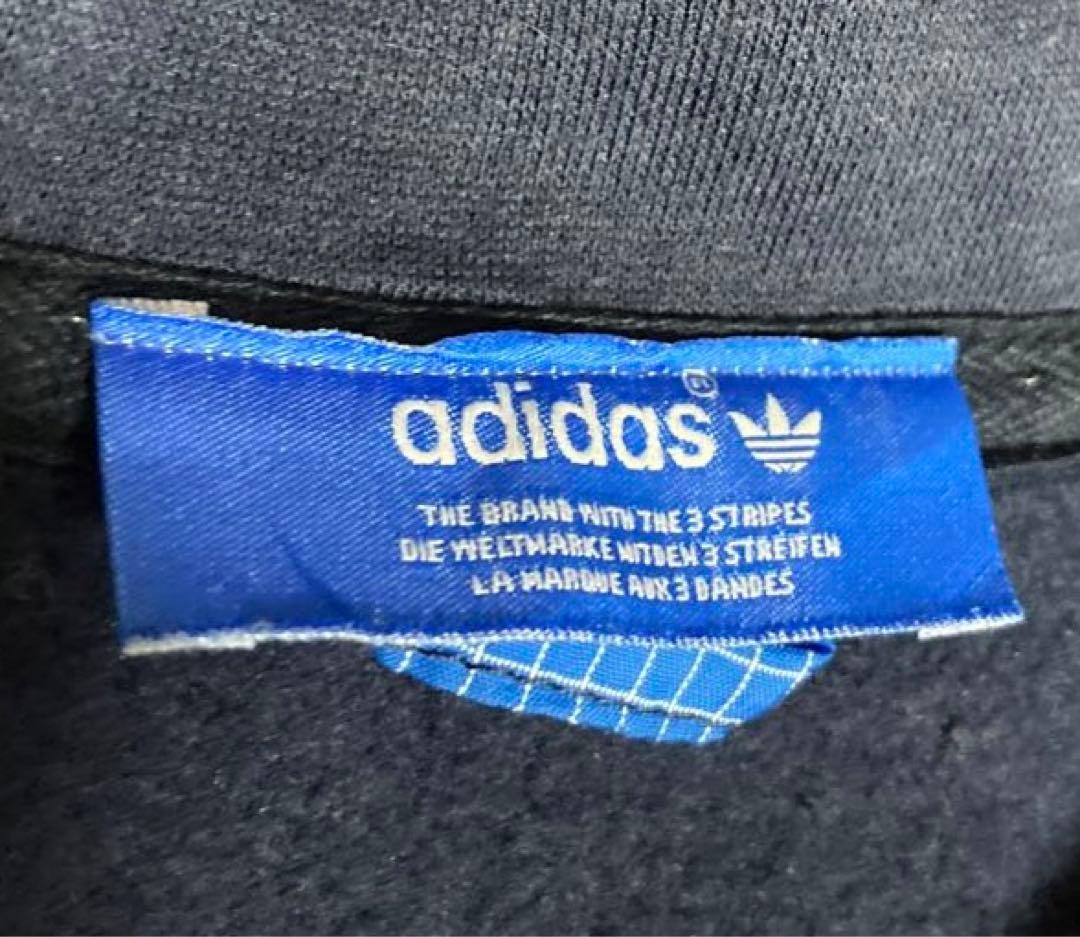 adidas®
THE BRAND WITH THE 3 STRIPES
DIE WELTMARKE MIT DEN 3 STREIFEN
LA MARQUE AUX 3 BANDES